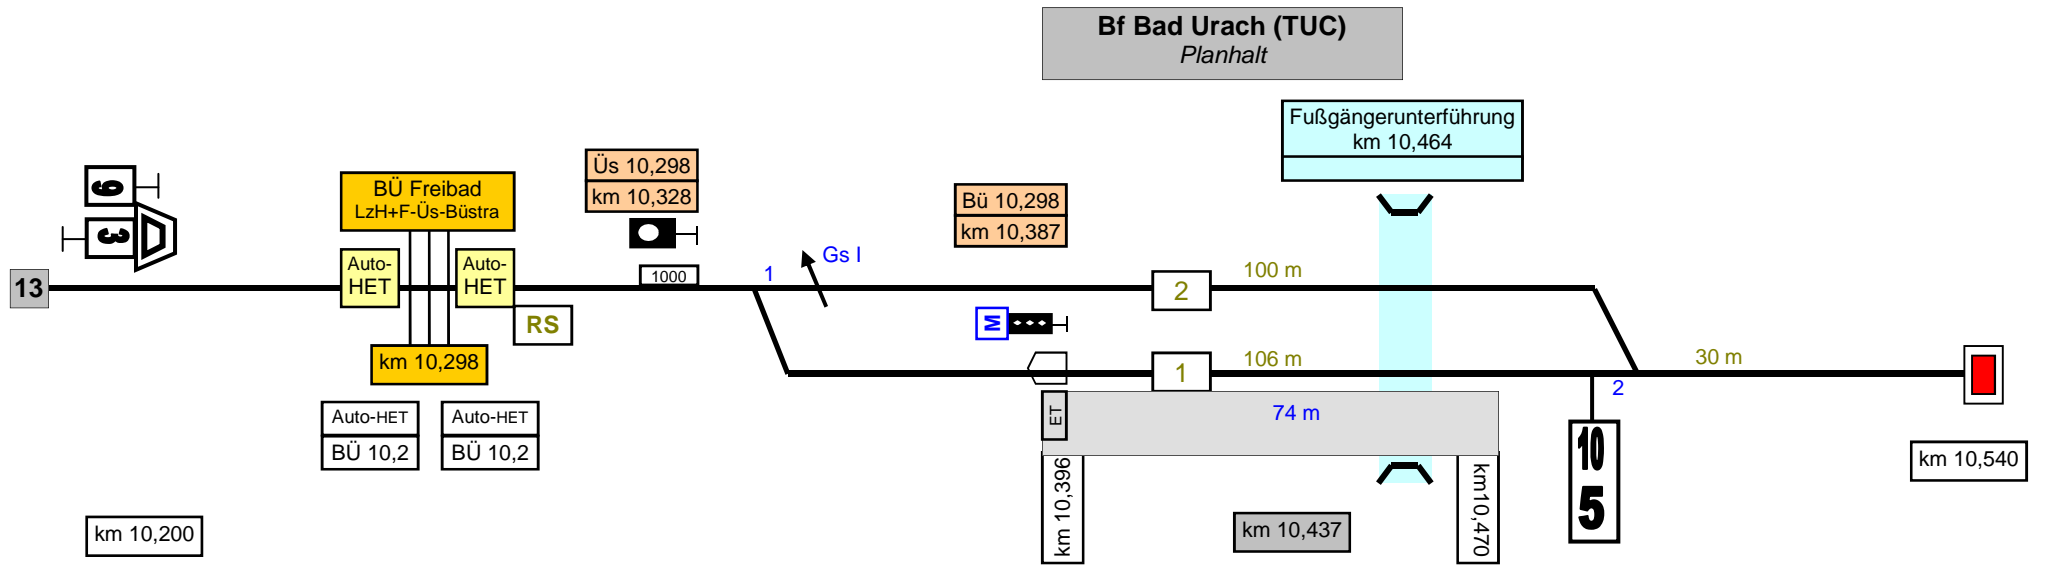 Bf Bad Urach (TUC)
Planhalt
Fußgängerunterführung
km 10,464
6
3
BÜ Freibad
LzH+F-Üs-Büstra
Üs 10,298
km 10,328
Bü 10,298
km 10,387
Auto-
HET
Auto-
HET
1000
1
Gs I
13
2
100 m
RS
M
km 10,298
1
106 m
30 m
2
ET
74 m
Auto-HET
BÜ 10,2
Auto-HET
BÜ 10,2
10
5
km 10,396
km10,470
km 10,540
km 10,200
km 10,437